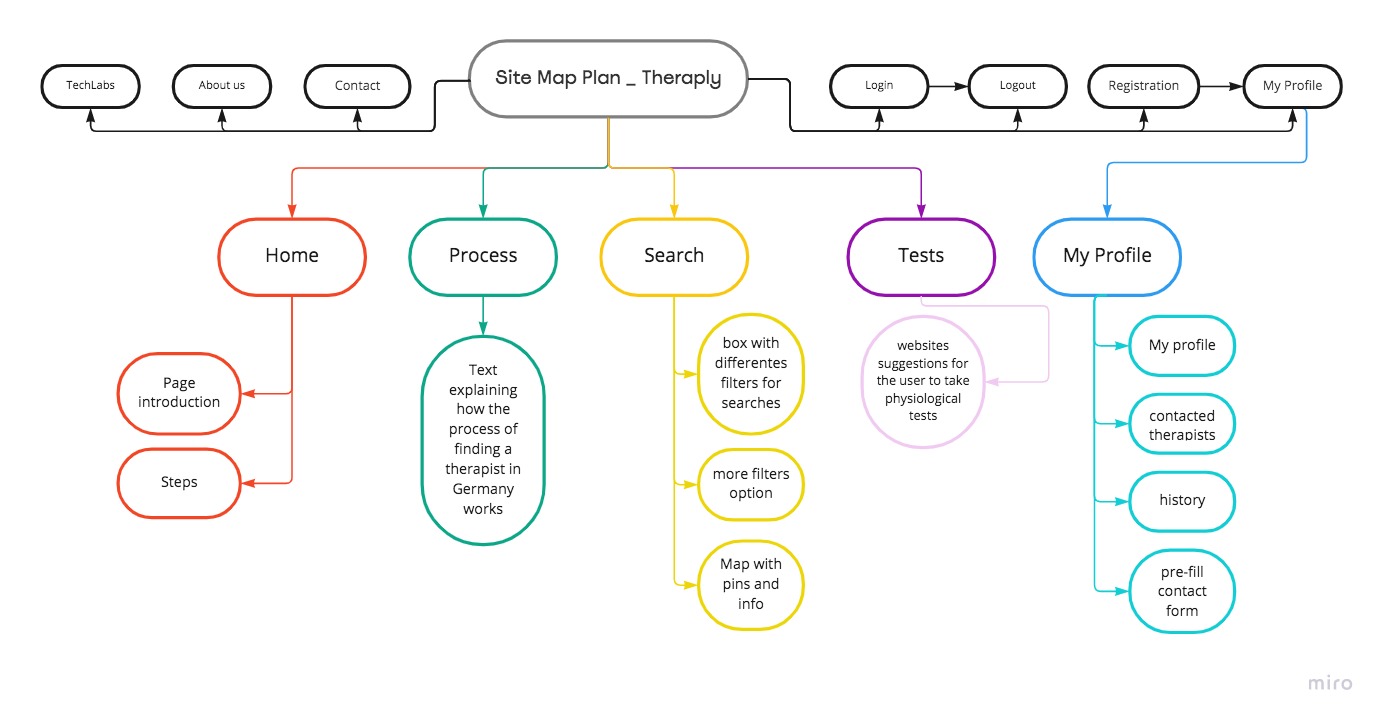 Site Map Plan _ Theraply
TechLabs
About us
Contact
Login
Logout
Registration
My Profile
Home
Process
Search
Tests
My Profile
Page
introduction
Steps
Text
explaining
how the
process of
finding a
therapist in
Germany
works
box with
differentes
filters for
searches
more filters
option
Map with
pins and
info
websites
suggestions for
the user to take
physiological
tests
My profile
contacted
therapists
history
pre-fill
contact
form
miro